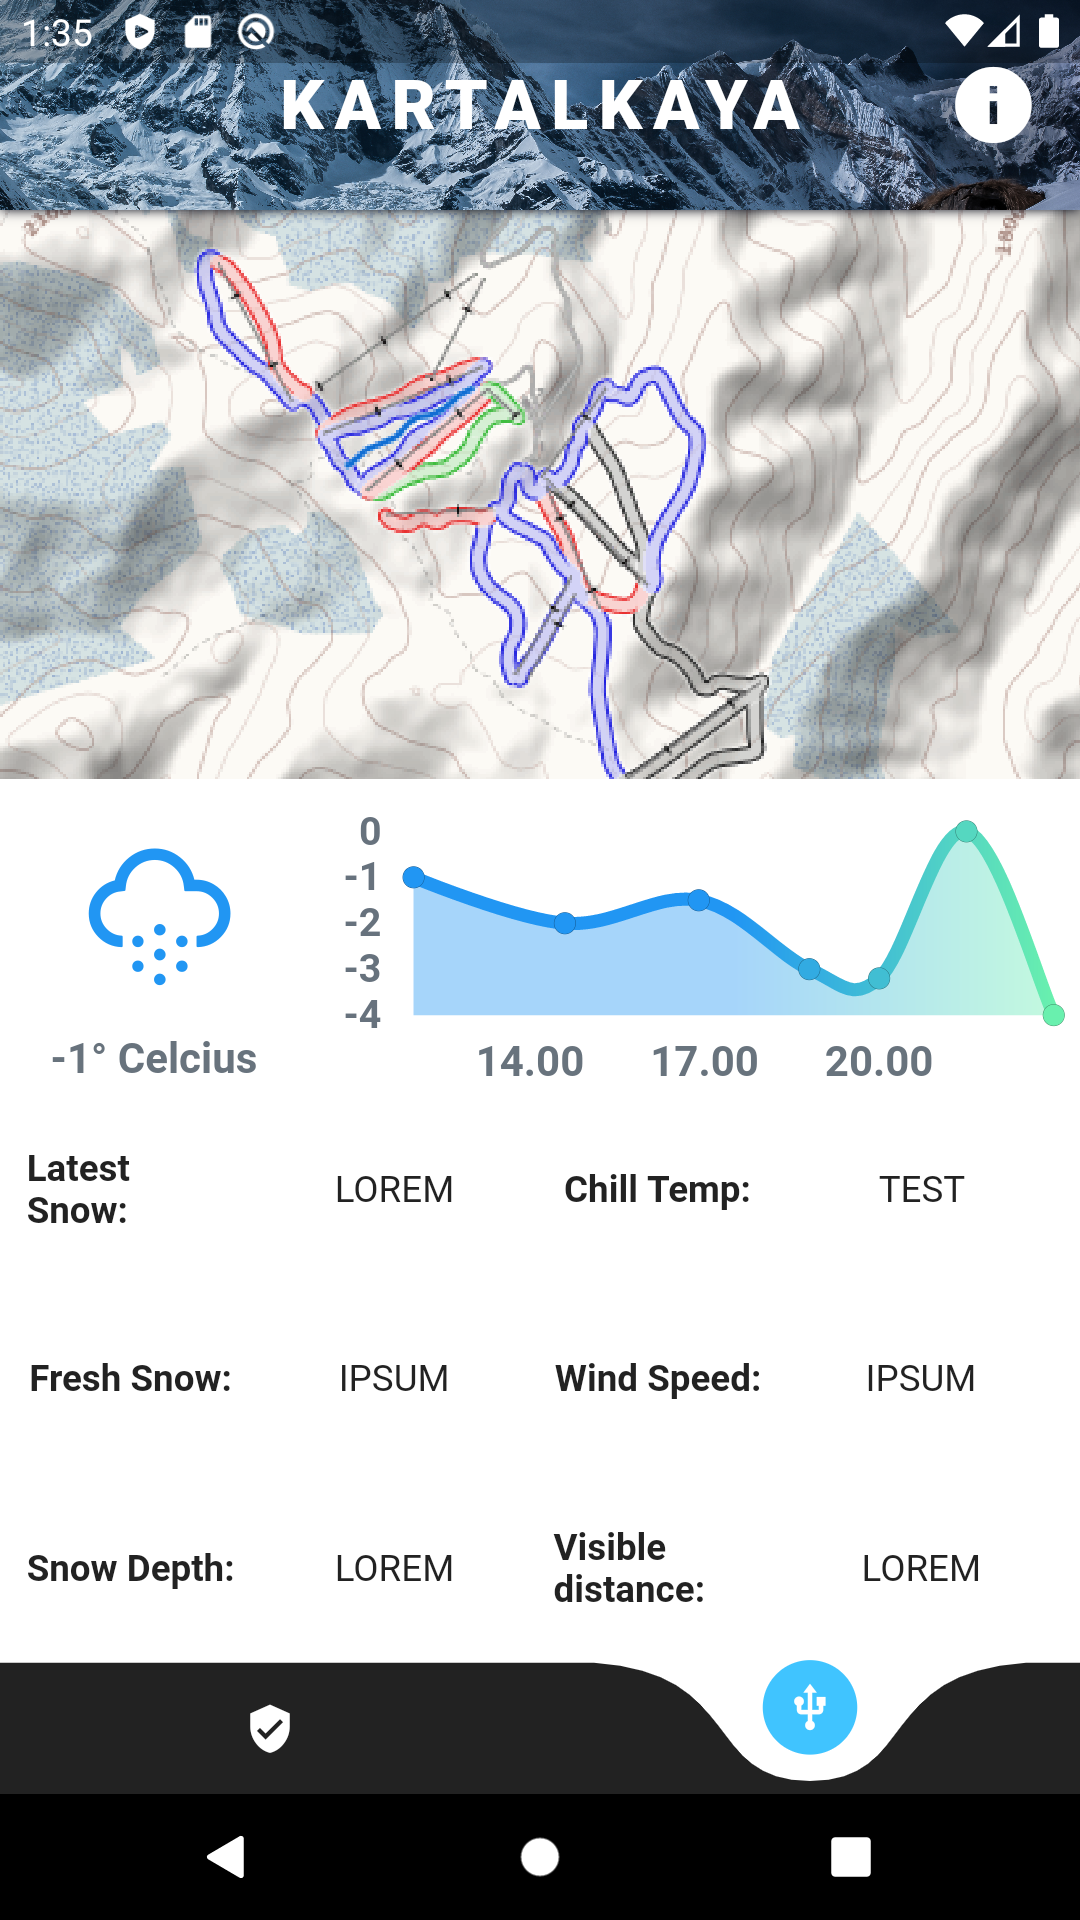 1:35
KARTALKAYA
0
-1
-2
-3
-4
-1° Celcius
14.00 17.00 20.00
Latest
Snow:
LOREM
Chill Temp:
TEST
Fresh Snow:
IPSUM
Wind Speed:
IPSUM
Snow Depth:
LOREM
Visible
distance:
LOREM